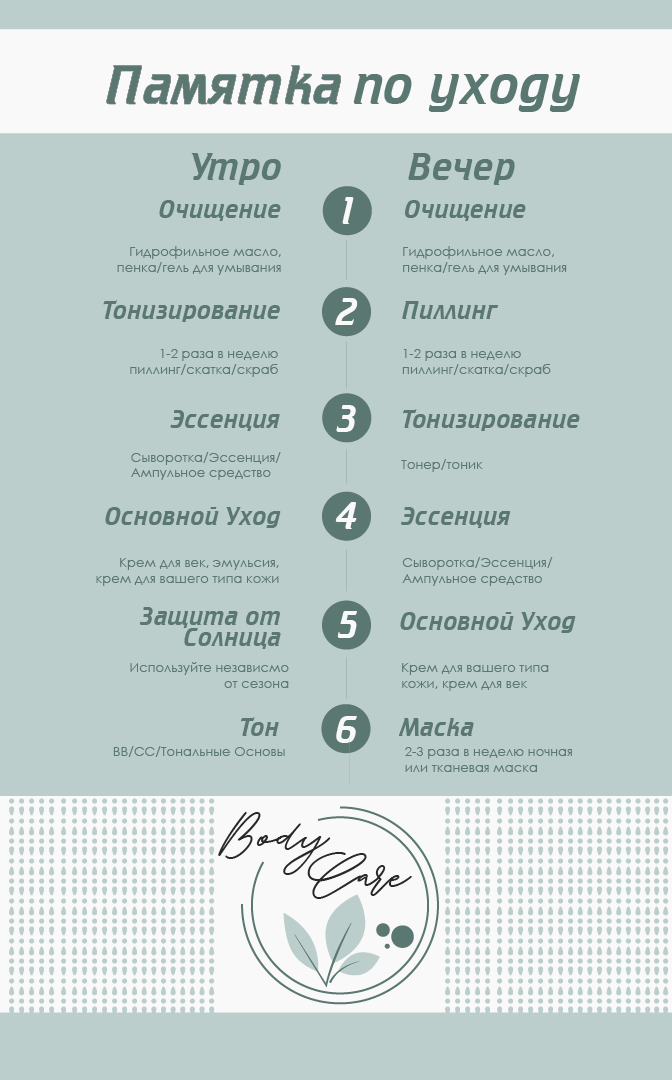 Памятка по уходу
Утро
Вечер
Очищение
1
Очищение
Гидрофильное масло,
пенка/гель для умывания
Гидрофильное масло,
пенка/гель для умывания
Тонизирование
2
Пиллинг
1-2 раза в неделю
пиллинг/скатка/скраб
1-2 раза в неделю
пиллинг/скатка/скраб
Эссенция
3
Тонизирование
Сыворотка/Эссенция/
Ампульное средство
Тонер/тоник
Основной Уход
4
Эссенция
Крем для век, эмульсия,
крем для вашего типа кожи
Сыворотка/Эссенция/
Ампульное средство
Защита от
Солнца
5
Основной Уход
Используйте независмо
от сезона
Крем для вашего типа
кожи, крем для век
Тон
6
Маска
BB/CC/Тональные Основы
2-3 раза в неделю ночная
или тканевая маска
Body
Care